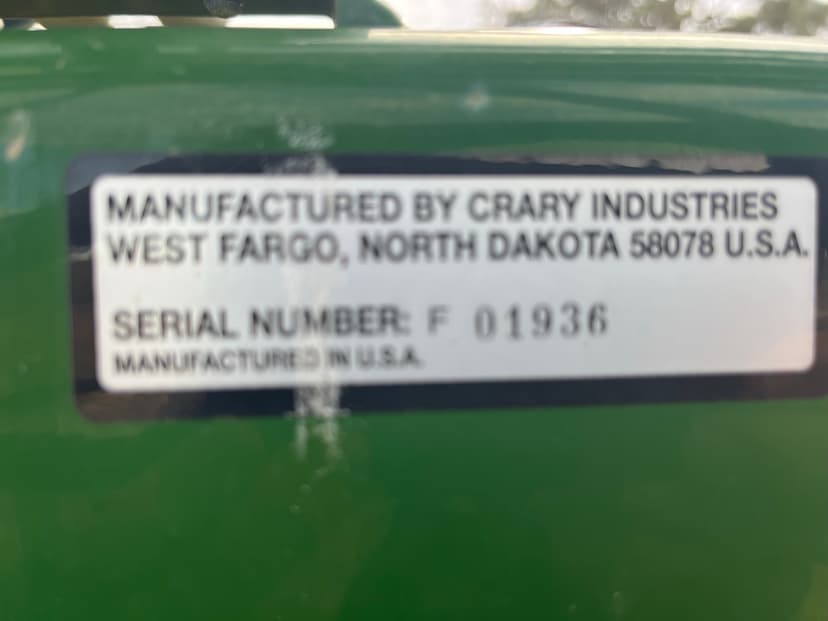 MANUFACTURED BY CRARY INDUSTRIES
WEST FARGO, NORTH DAKOTA 58078 U.S.A.
SERIAL NUMBER: F 01936
MANUFACTURED IN U.S.A.